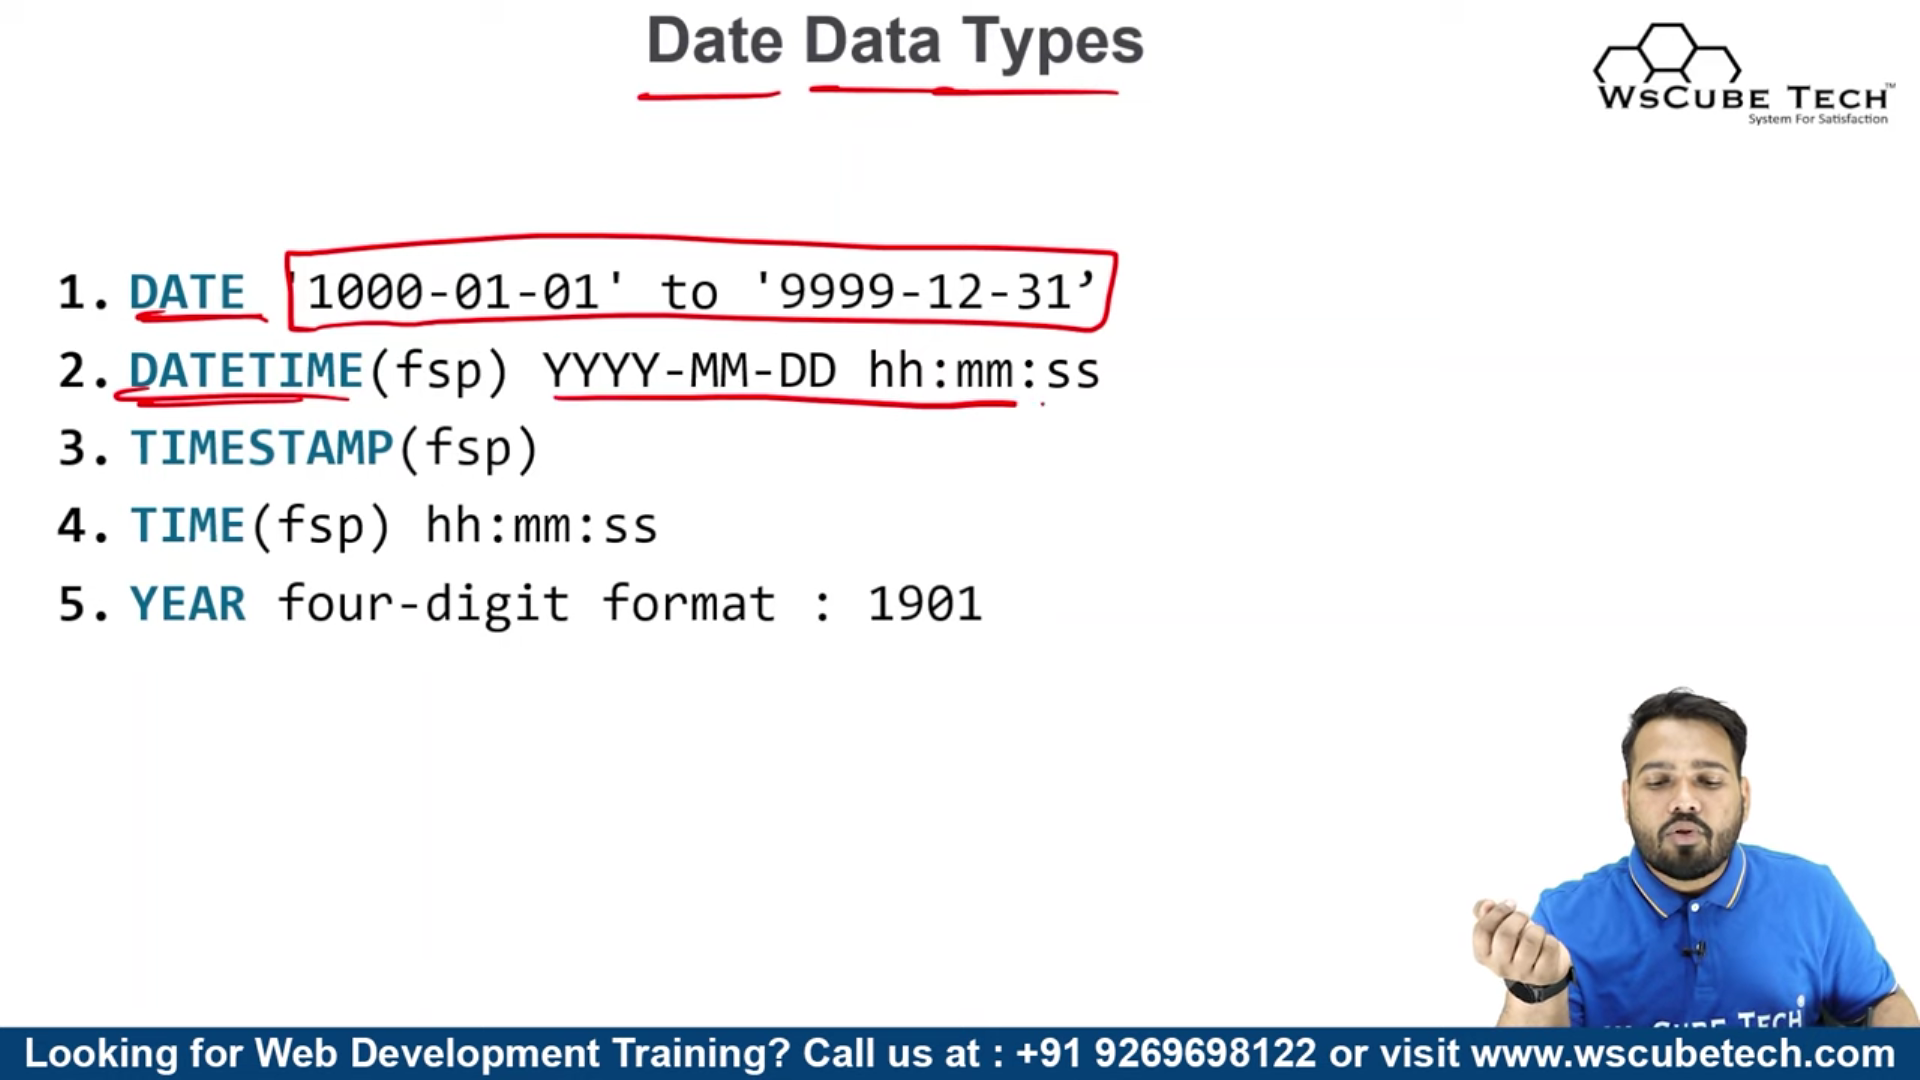 Date Data Types
WSCUBE TECH™
System For Satisfaction
1. DATE '1000-01-01' to '9999-12-31’
2. DATETIME(fsp) YYYY-MM-DD hh:mm:ss
3. TIMESTAMP(fsp)
4. TIME(fsp) hh:mm:ss
5. YEAR four-digit format : 1901
CUBE TECH
Looking for Web Development Training? Call us at : +91 9269698122 or visit www.wscubetech.com